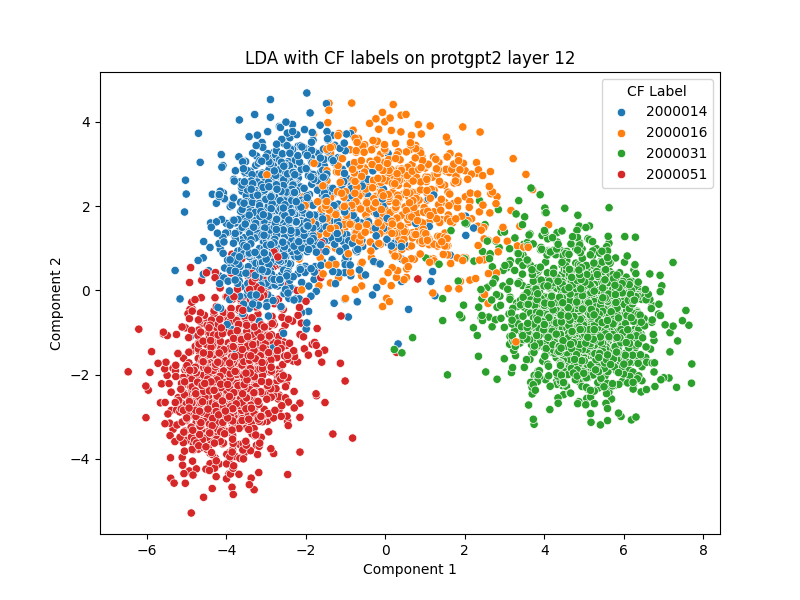 LDA with CF labels on protgpt2 layer 12
CF Label
2000014
2000016
2000031
2000051
4
2
0
−2
−4
Component 2
−6 −4 −2 0 2 4 6 8
Component 1